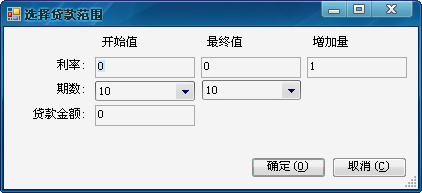 选择贷款范围
开始值 最终值 增加量
利率: 0 0 1
期数: 10 10
贷款金额: 0
确定(O) 取消(C)